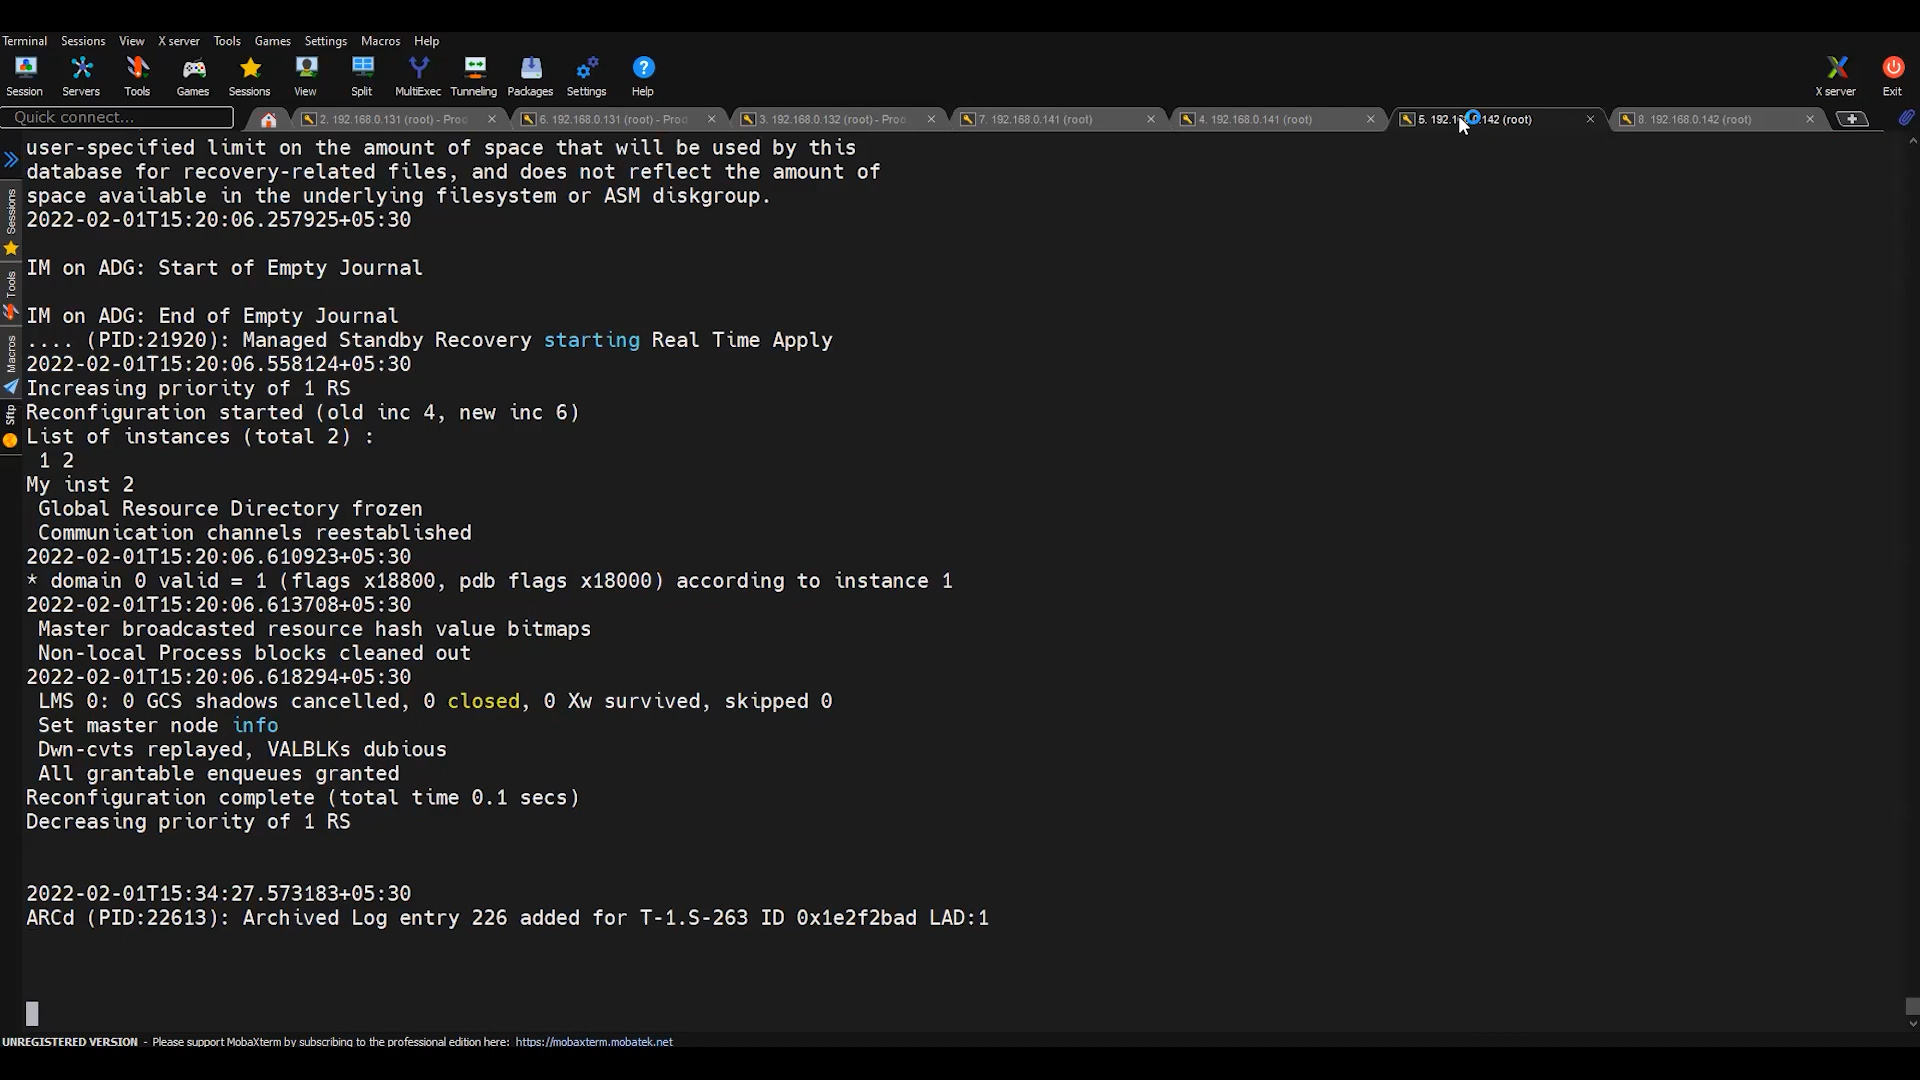 Terminal Sessions View X server Tools Games Settings Macros Help
Session Servers Tools Games Sessions View Split MultiExec Tunneling Packages Settings Help X server Exit
Quick connect... 2. 192.168.0.131 (root) - Prod 6. 192.168.0.131 (root) - Prod 3. 192.168.0.132 (root) - Prod 7. 192.168.0.141 (root) 4. 192.168.0.141 (root) 5. 192. .142 (root) 8. 192.168.0.142 (root)
Sessions
Tools
Macros
Sftp
user-specified limit on the amount of space that will be used by this
database for recovery-related files, and does not reflect the amount of
space available in the underlying filesystem or ASM diskgroup.
2022-02-01T15:20:06.257925+05:30
IM on ADG: Start of Empty Journal
IM on ADG: End of Empty Journal
.... (PID:21920): Managed Standby Recovery starting Real Time Apply
2022-02-01T15:20:06.558124+05:30
Increasing priority of 1 RS
Reconfiguration started (old inc 4, new inc 6)
List of instances (total 2) :
1 2
My inst 2
Global Resource Directory frozen
Communication channels reestablished
2022-02-01T15:20:06.610923+05:30
* domain 0 valid = 1 (flags x18800, pdb flags x18000) according to instance 1
2022-02-01T15:20:06.613708+05:30
Master broadcasted resource hash value bitmaps
Non-local Process blocks cleaned out
2022-02-01T15:20:06.618294+05:30
LMS 0: 0 GCS shadows cancelled, 0 closed, 0 Xw survived, skipped 0
Set master node info
Dwn-cvts replayed, VALBLKs dubious
All grantable enqueues granted
Reconfiguration complete (total time 0.1 secs)
Decreasing priority of 1 RS
2022-02-01T15:34:27.573183+05:30
ARCd (PID:22613): Archived Log entry 226 added for T-1.S-263 ID 0x1e2f2bad LAD:1
UNREGISTERED VERSION - Please support MobaXterm by subscribing to the professional edition here: https://mobaxterm.mobatek.net